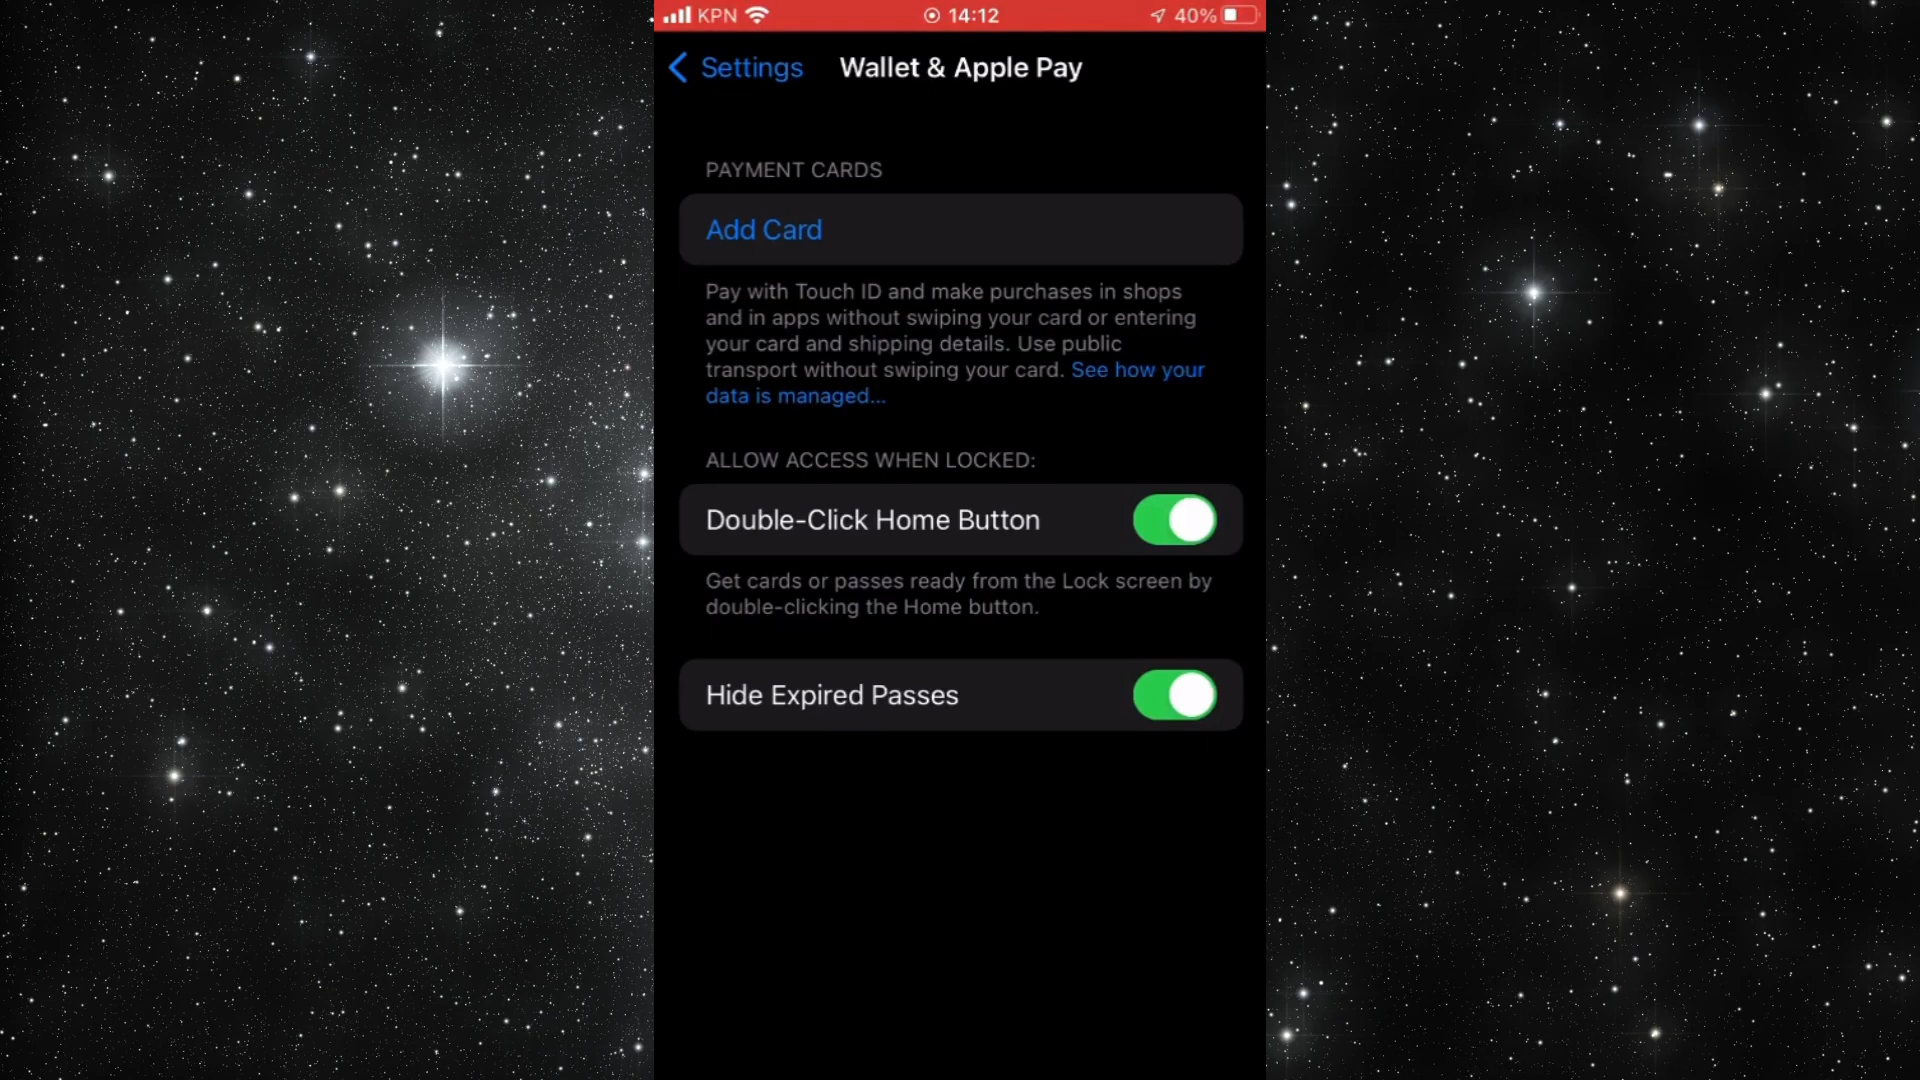 KPN 14:12 40%
Settings Wallet & Apple Pay
PAYMENT CARDS
Add Card
Pay with Touch ID and make purchases in shops
and in apps without swiping your card or entering
your card and shipping details. Use public
transport without swiping your card. See how your
data is managed...
ALLOW ACCESS WHEN LOCKED:
Double-Click Home Button
Get cards or passes ready from the Lock screen by
double-clicking the Home button.
Hide Expired Passes